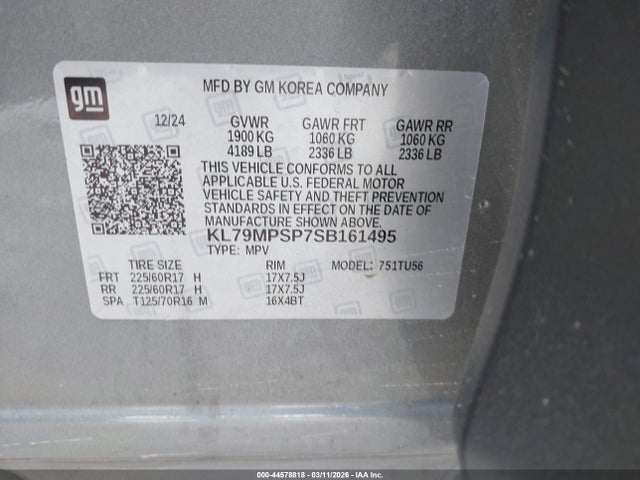 gm
MFD BY GM KOREA COMPANY
12/24 GVWR GAWR FRT GAWR RR
1900 KG 1060 KG 1060 KG
4189 LB 2336 LB 2336 LB
THIS VEHICLE CONFORMS TO ALL
APPLICABLE U.S. FEDERAL MOTOR
VEHICLE SAFETY AND THEFT PREVENTION
STANDARDS IN EFFECT ON THE DATE OF
MANUFACTURE SHOWN ABOVE.
KL79MPSP7SB161495
TYPE: MPV
TIRE SIZE RIM MODEL: 751TU56
FRT 225/60R17 H 17X7.5J
RR 225/60R17 H 17X7.5J
SPA T125/70R16 M 16X4BT
000-44578818 | 03/11/2026 | IAA Inc.